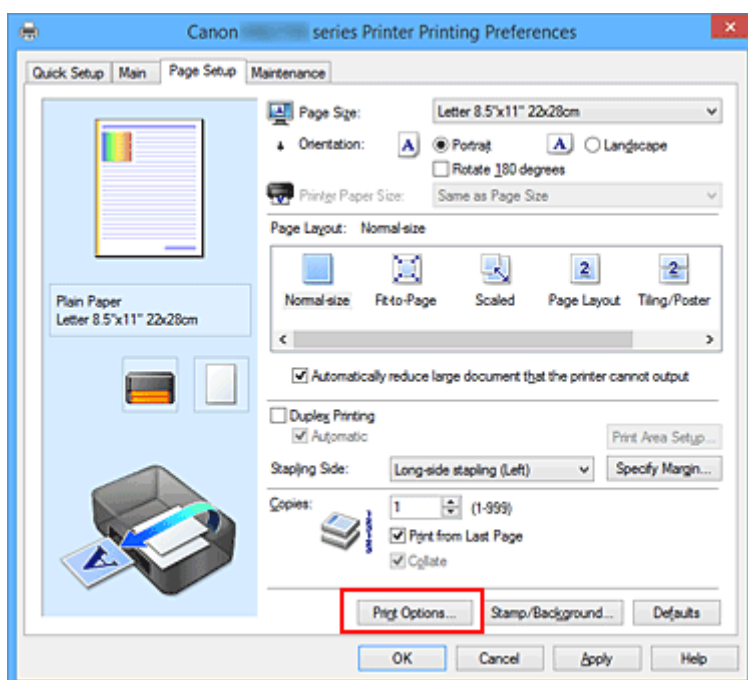 Canon series Printer Printing Preferences
Quick Setup Main Page Setup Maintenance
Page Size: Letter 8.5"x11" 22x28cm
Orientation: A Portrait A Landscape
Rotate 180 degrees
Printer Paper Size: Same as Page Size
Page Layout: Normal-size
2 2
Normal-size Fit-to-Page Scaled Page Layout Tiling/Poster
Plain Paper
Letter 8.5"x11" 22x28cm
Automatically reduce large document that the printer cannot output
Duplex Printing
Automatic Print Area Setup...
Stapling Side: Long-side stapling (Left) Specify Margin...
Copies: 1 (1-999)
Print from Last Page
Collate
A
Print Options... Stamp/Background... Defaults
OK Cancel Apply Help